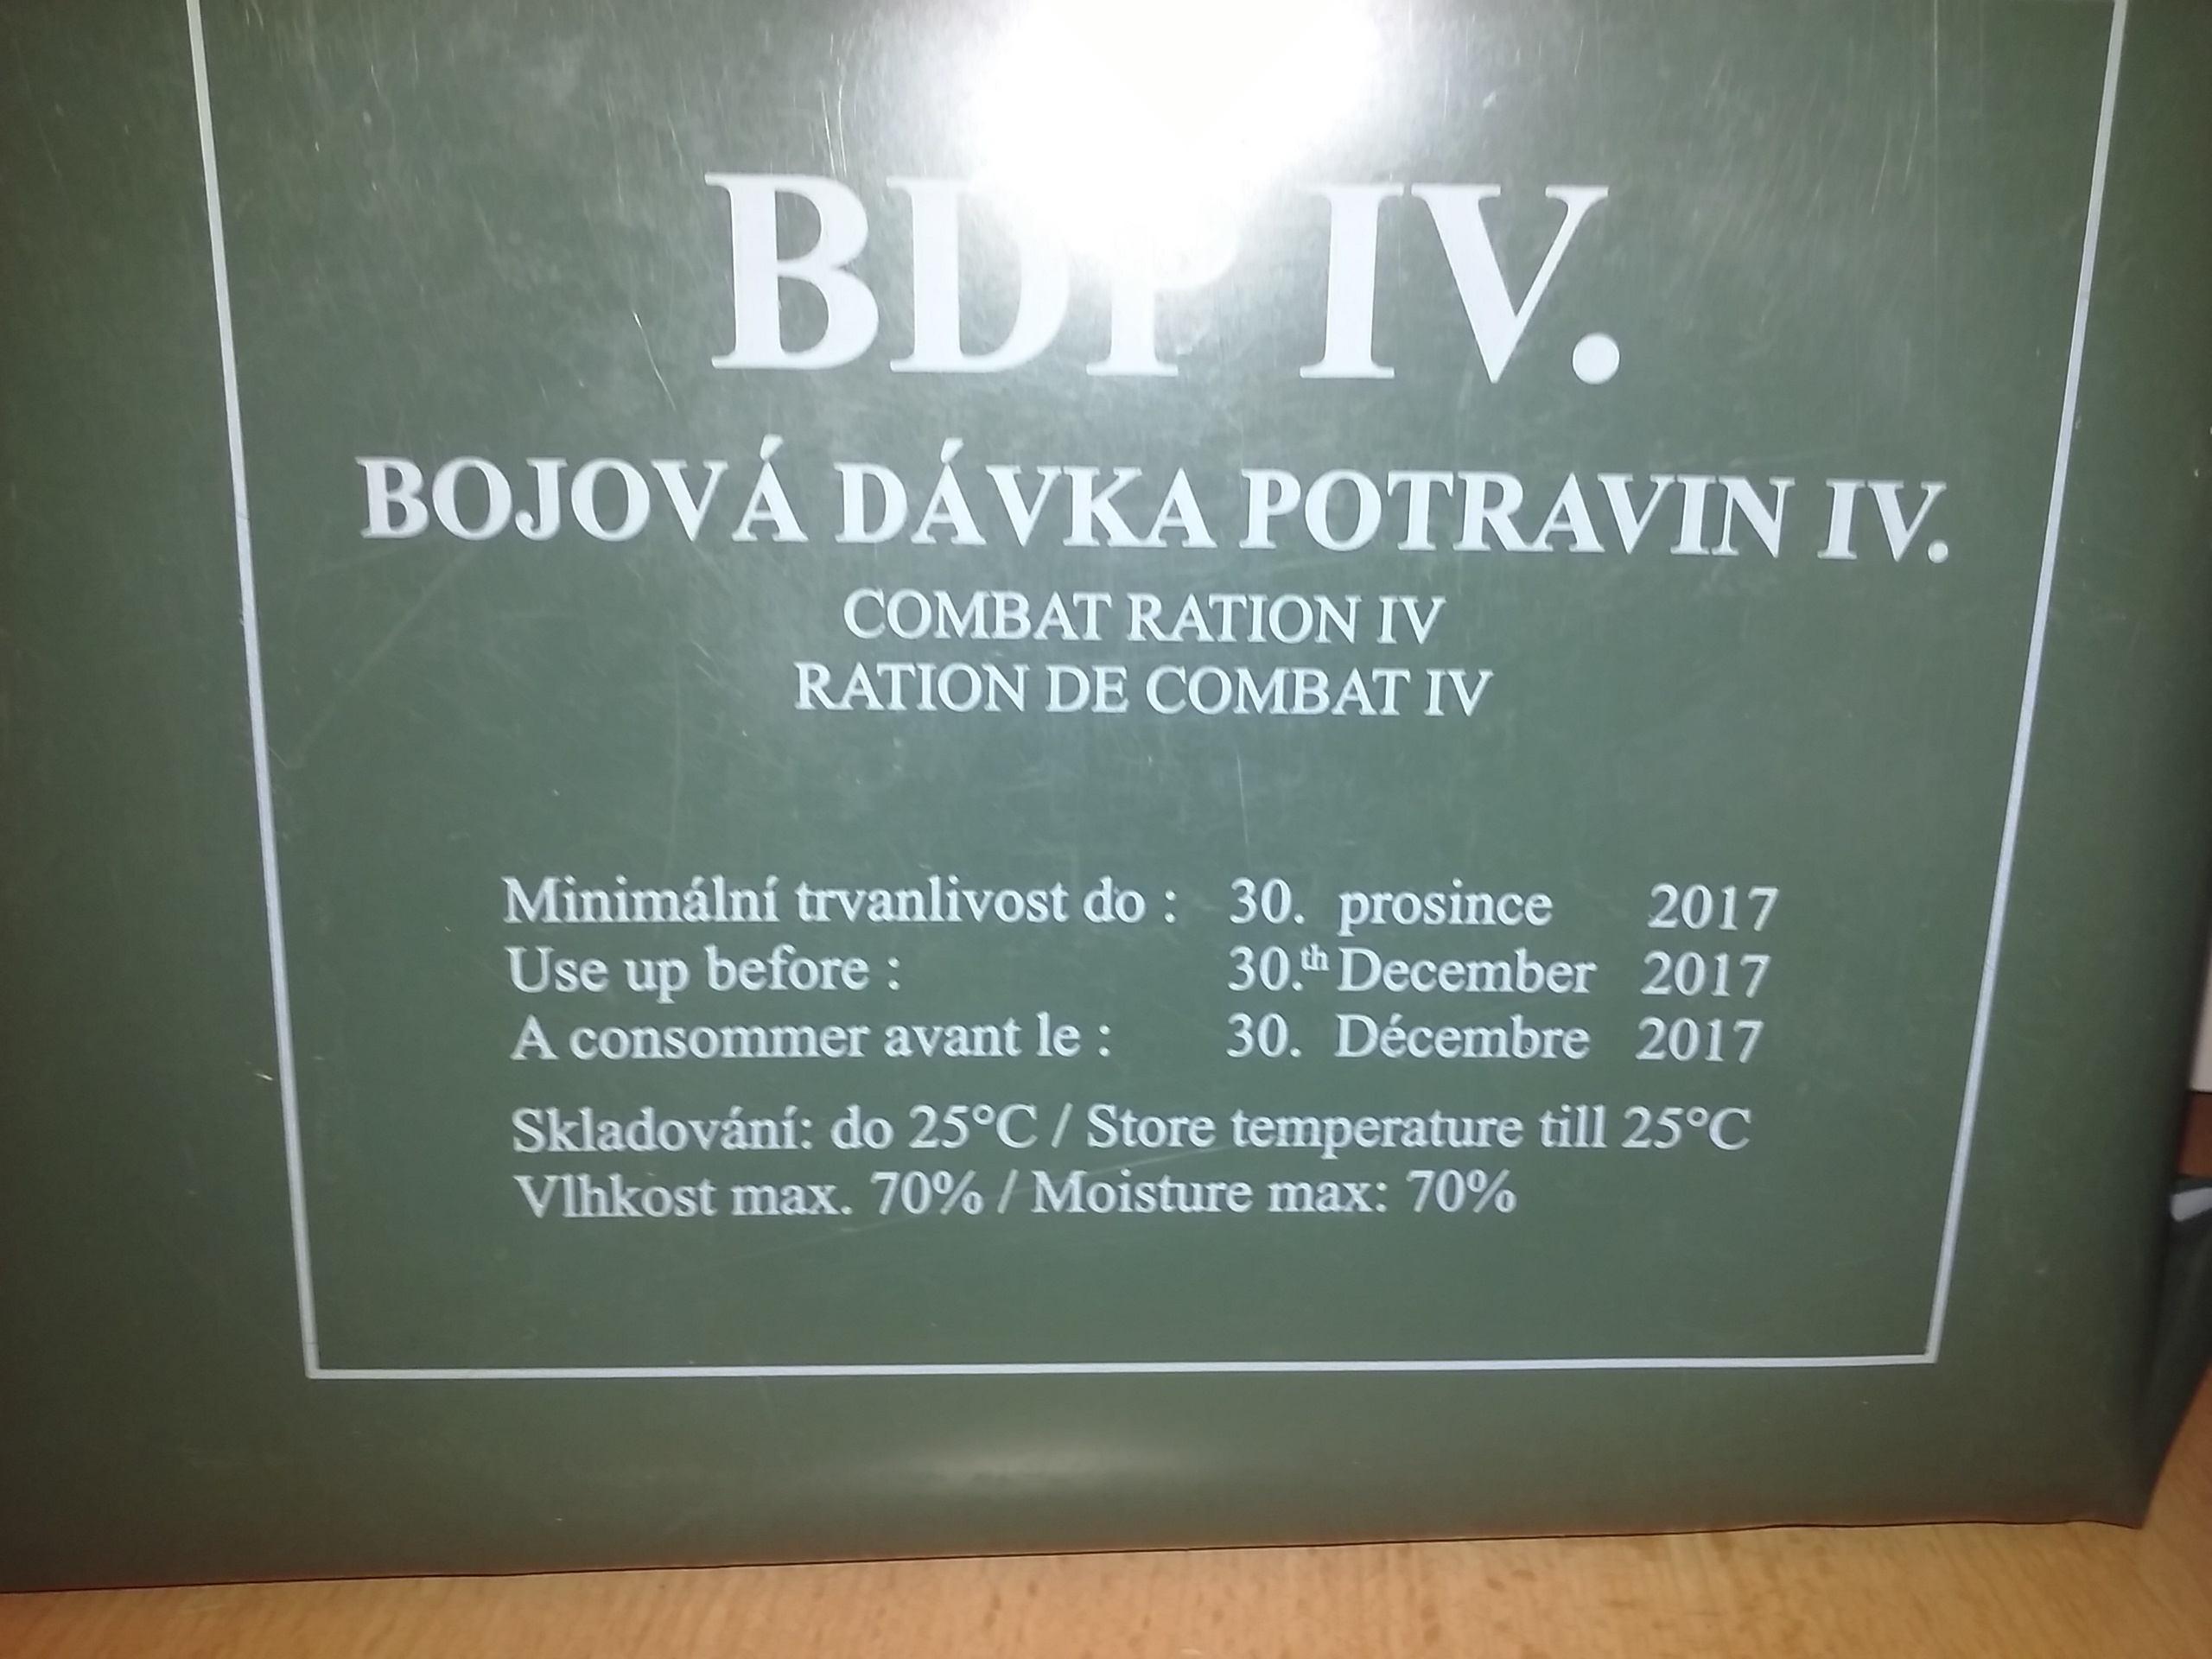 BDP IV.
BOJOVÁ DÁVKA POTRAVIN IV.
COMBAT RATION IV
RATION DE COMBAT IV
Minimální trvanlivost do : 30. prosince 2017
Use up before : 30.th December 2017
A consommer avant le : 30. Décembre 2017
Skladování: do 25°C / Store temperature till 25°C
Vlhkost max. 70% / Moisture max: 70%